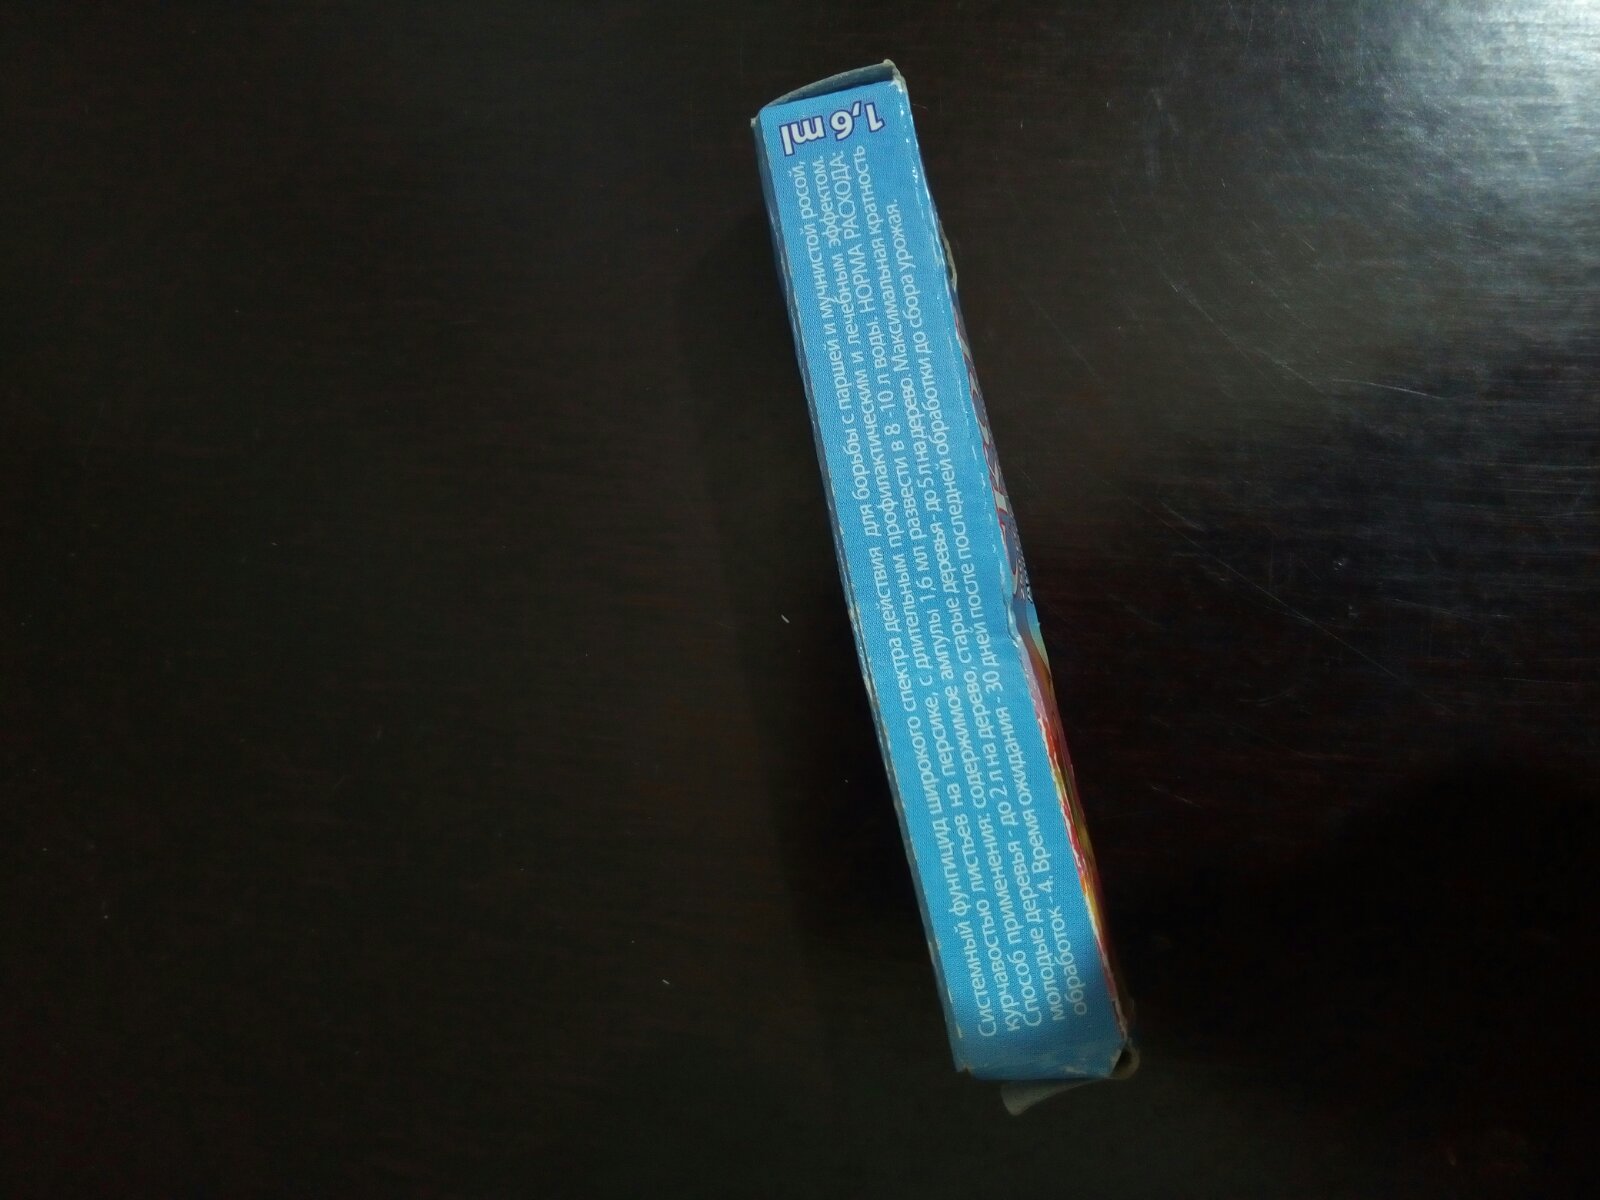 Системный фунгицид широкого спектра действия для борьбы с паршей и мучнистой росой,
курчавостью листьев на персике, с длительным профилактическим и лечебным эффектом.
Способ применения: содержимое ампулы 1,6 мл развести в 8 - 10 л воды. НОРМА РАСХОДА:
молодые деревья - до 2 л на дерево, старые деревья - до 5 л на дерево. Максимальная кратность
обработок - 4. Время ожидания - 30 дней после последней обработки до сбора урожая.
1,6 ml